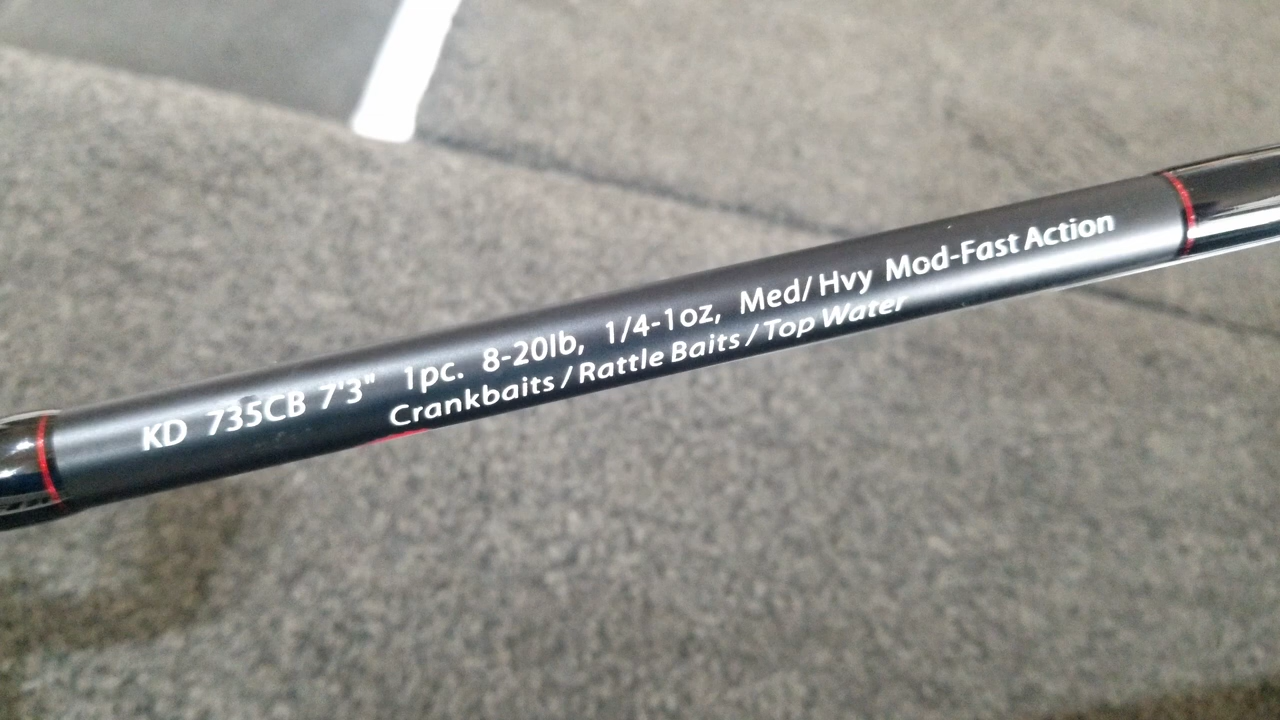 KD 735CB 7'3" 1pc. 8-20lb, 1/4-1oz, Med/Hvy Mod-Fast Action
Crankbaits / Rattle Baits / Top Water